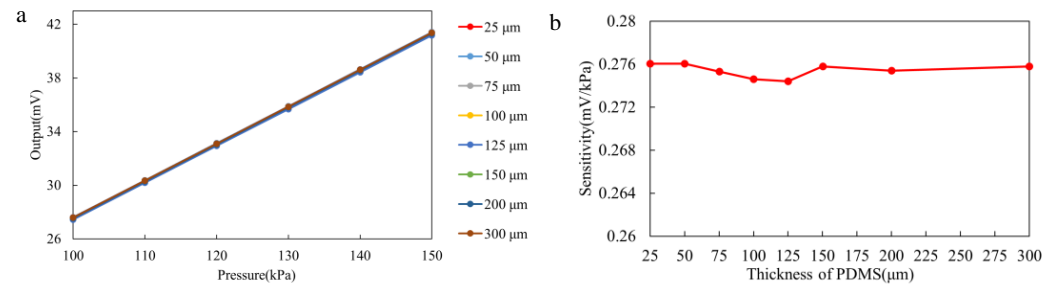 a
42
38
34
30
26
Output(mV)
100 110 120 130 140 150
Pressure(kPa)
25 μm
50 μm
75 μm
100 μm
125 μm
150 μm
200 μm
300 μm
b
0.28
0.276
0.272
0.268
0.264
0.26
Sensitivity(mV/kPa)
25 50 75 100 125 150 175 200 225 250 275 300
Thickness of PDMS(μm)